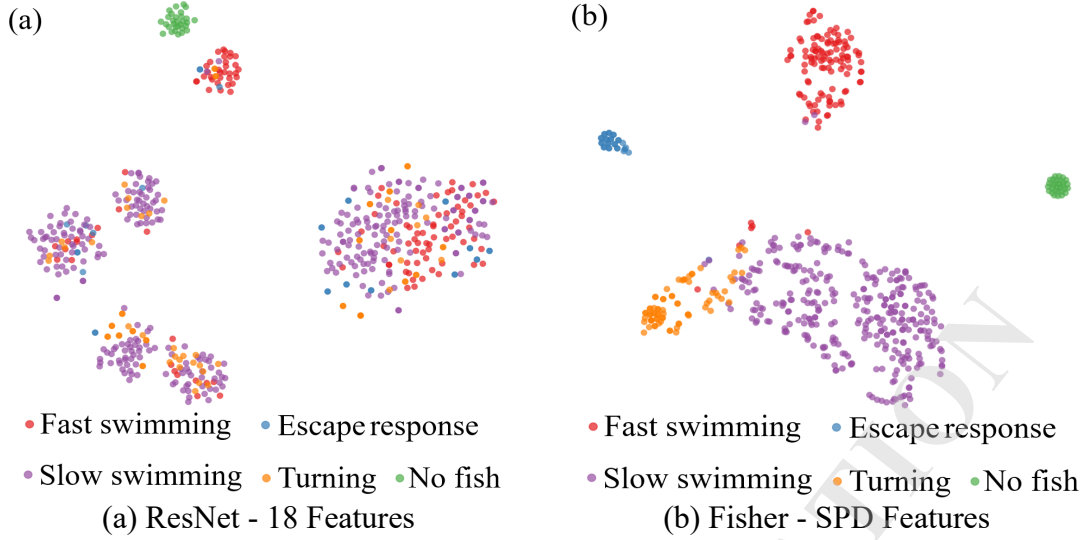 (a)
(b)
Fast swimming
Escape response
Slow swimming
Turning
No fish
Fast swimming
Escape response
Slow swimming
Turning
No fish
(a) ResNet - 18 Features
(b) Fisher - SPD Features
TION